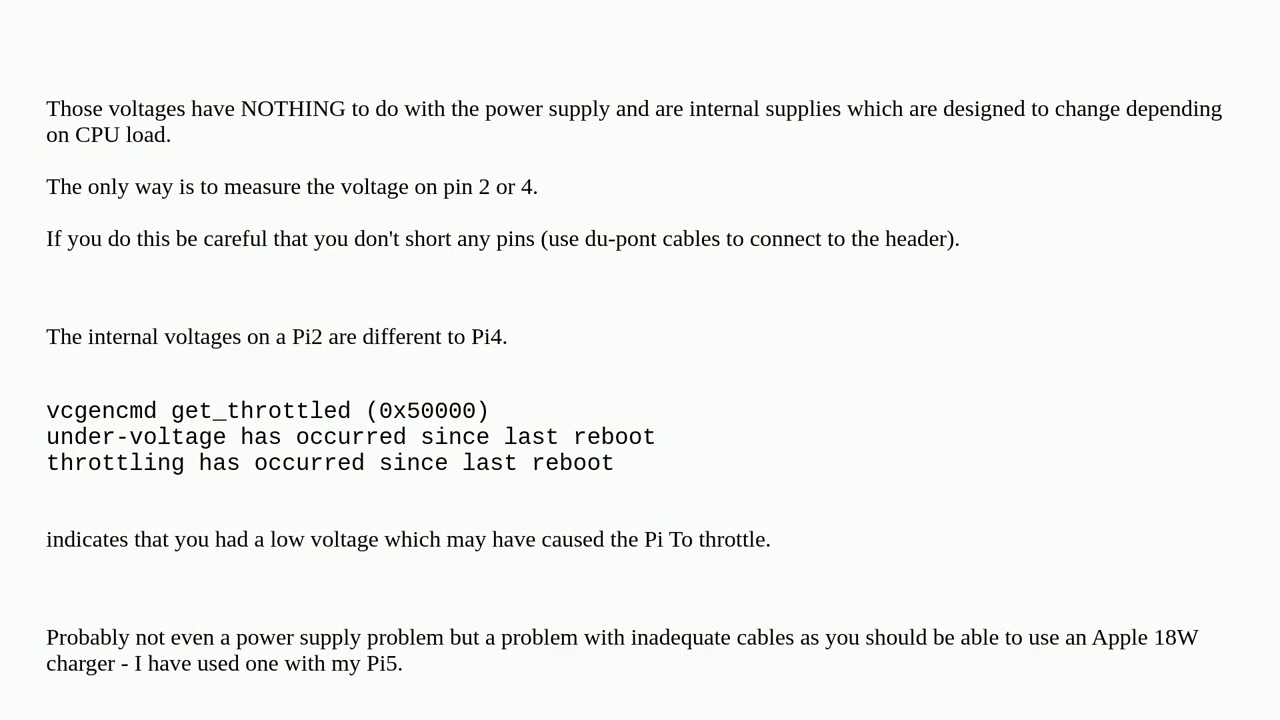 Those voltages have NOTHING to do with the power supply and are internal supplies which are designed to change depending
on CPU load.
The only way is to measure the voltage on pin 2 or 4.
If you do this be careful that you don't short any pins (use du-pont cables to connect to the header).
The internal voltages on a Pi2 are different to Pi4.
vcgencmd get_throttled (0x50000)
under-voltage has occurred since last reboot
throttling has occurred since last reboot
indicates that you had a low voltage which may have caused the Pi To throttle.
Probably not even a power supply problem but a problem with inadequate cables as you should be able to use an Apple 18W
charger - I have used one with my Pi5.